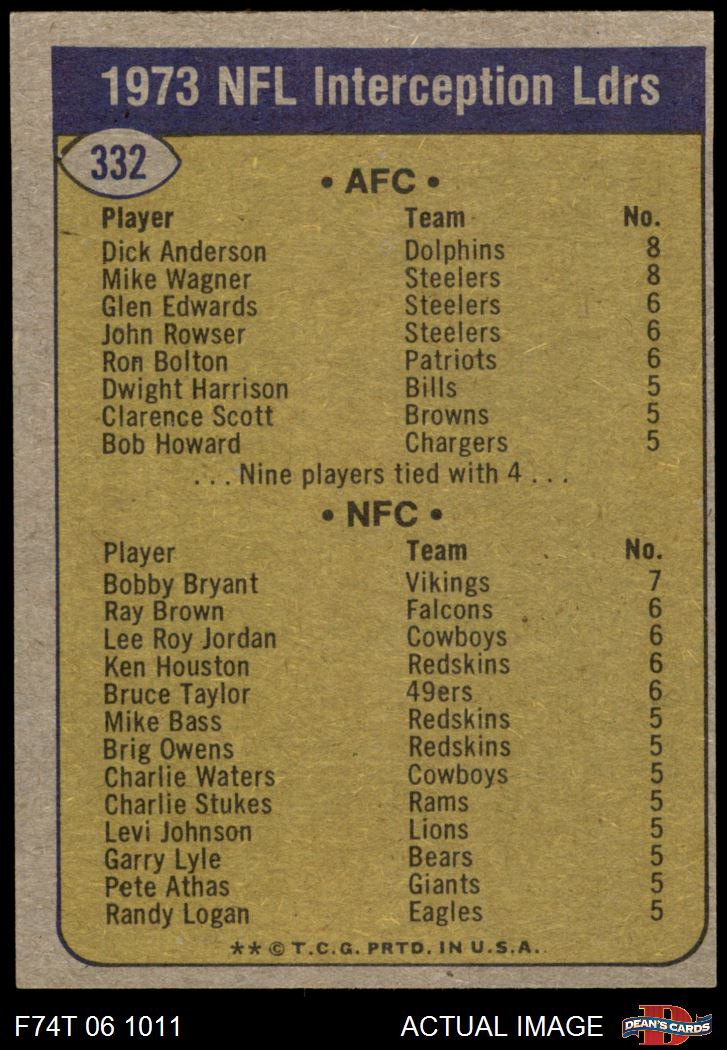 1973 NFL Interception Ldrs
332
• AFC •
Player Team No.
Dick Anderson Dolphins 8
Mike Wagner Steelers 8
Glen Edwards Steelers 6
John Rowser Steelers 6
Ron Bolton Patriots 6
Dwight Harrison Bills 5
Clarence Scott Browns 5
Bob Howard Chargers 5
. . . Nine players tied with 4 . . .
• NFC •
Player Team No.
Bobby Bryant Vikings 7
Ray Brown Falcons 6
Lee Roy Jordan Cowboys 6
Ken Houston Redskins 6
Bruce Taylor 49ers 6
Mike Bass Redskins 5
Brig Owens Redskins 5
Charlie Waters Cowboys 5
Charlie Stukes Rams 5
Levi Johnson Lions 5
Garry Lyle Bears 5
Pete Athas Giants 5
Randy Logan Eagles 5
** © T.C.G. PRTD. IN U.S.A.
F74T 06 1011 ACTUAL IMAGE D DEAN'S CARDS